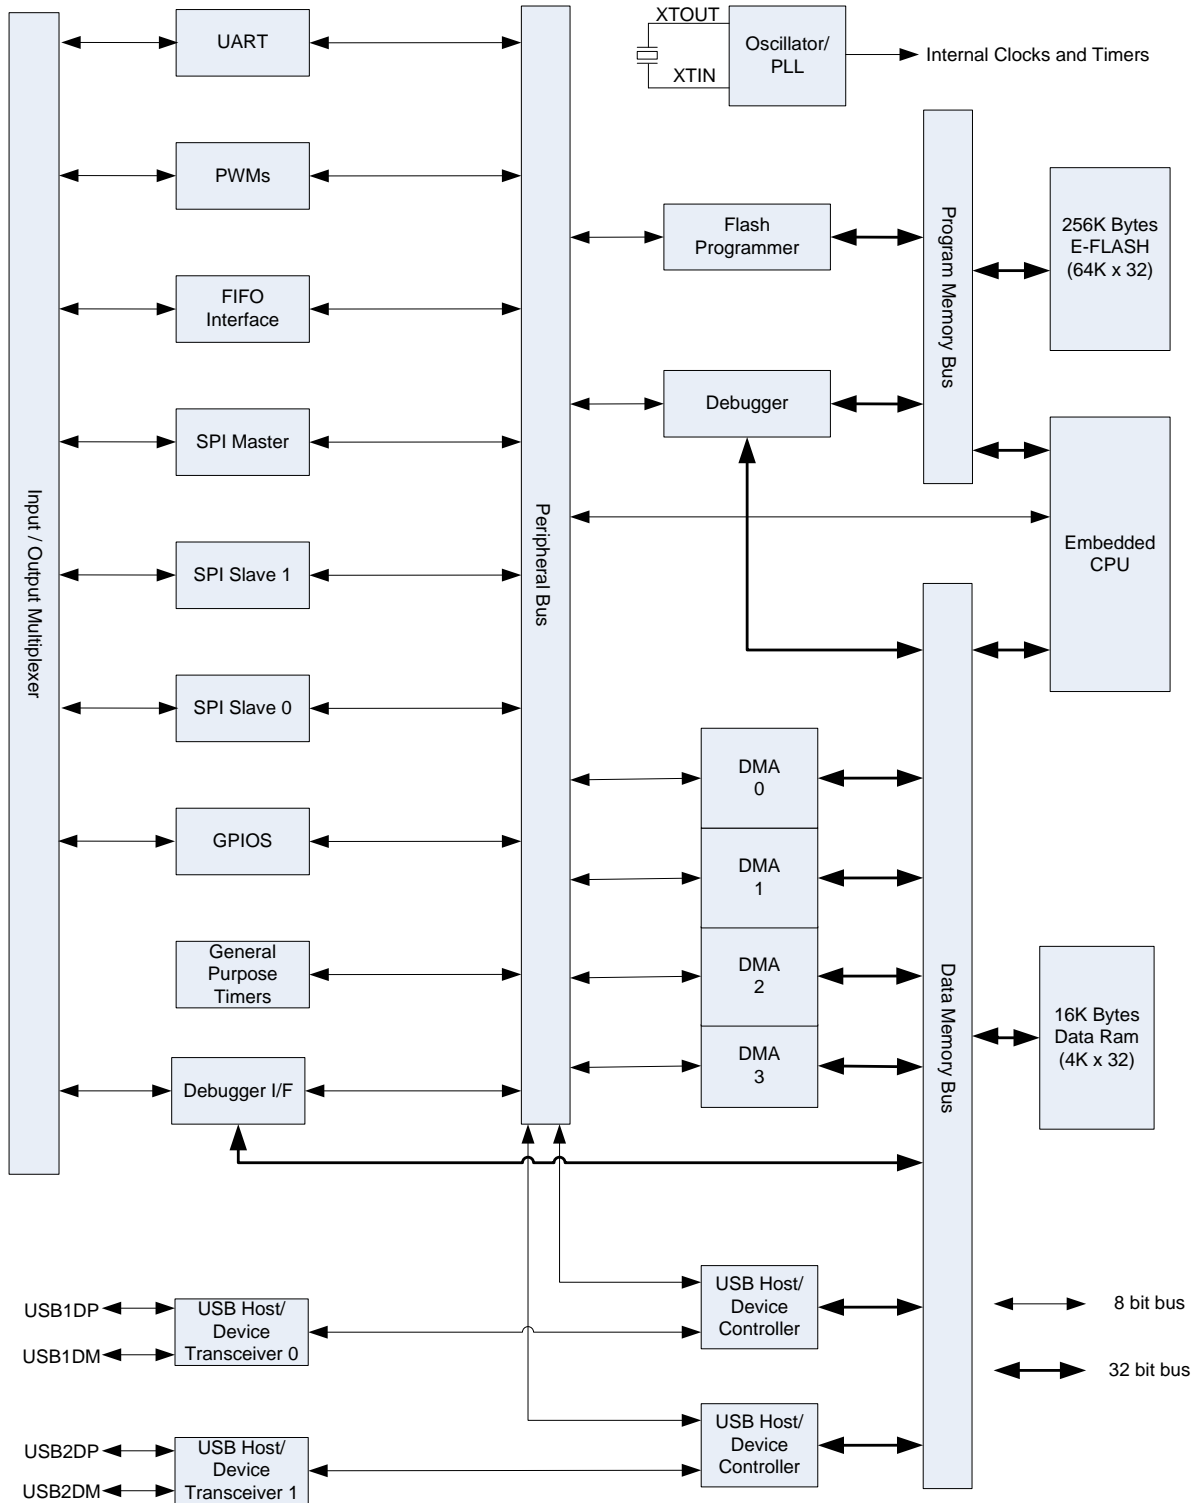 XTOUT
XTIN
Oscillator/
PLL
Internal Clocks and Timers
Input / Output Multiplexer
UART
PWMs
FIFO
Interface
SPI Master
SPI Slave 1
SPI Slave 0
GPIOS
General
Purpose
Timers
Debugger I/F
Peripheral Bus
Flash
Programmer
Debugger
Program Memory Bus
256K Bytes
E-FLASH
(64K x 32)
Embedded
CPU
DMA
0
DMA
1
DMA
2
DMA
3
Data Memory Bus
16K Bytes
Data Ram
(4K x 32)
USB1DP
USB1DM
USB Host/
Device
Transceiver 0
USB Host/
Device
Controller
8 bit bus
32 bit bus
USB2DP
USB2DM
USB Host/
Device
Transceiver 1
USB Host/
Device
Controller